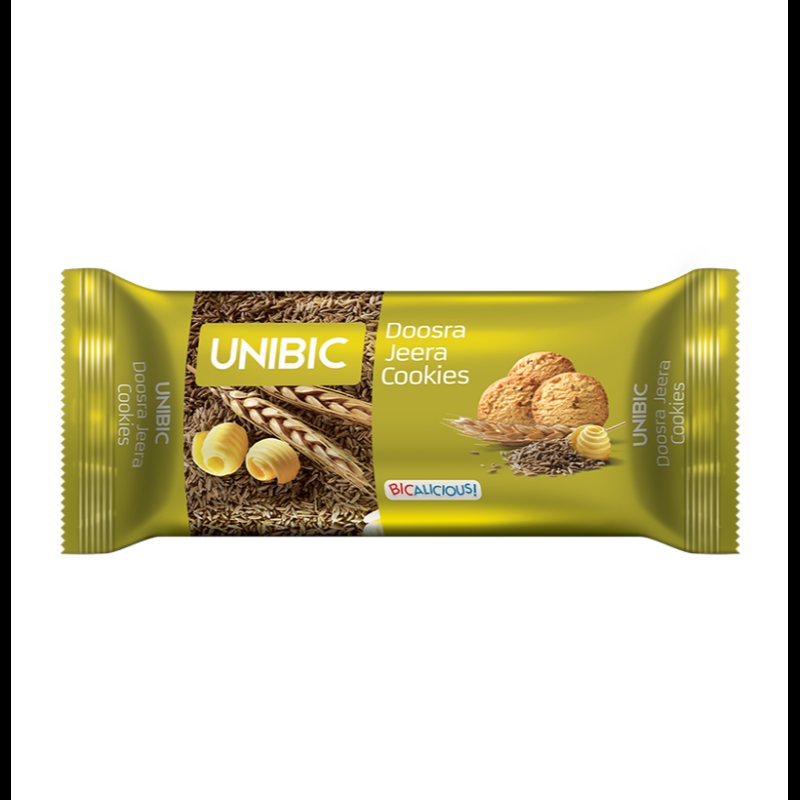 UNIBIC
Doosra
Jeera
Cookies
BICALICIOUS!
UNIBIC
Doosra Jeera
Cookies
UNIBIC
Doosra Jeera
Cookies